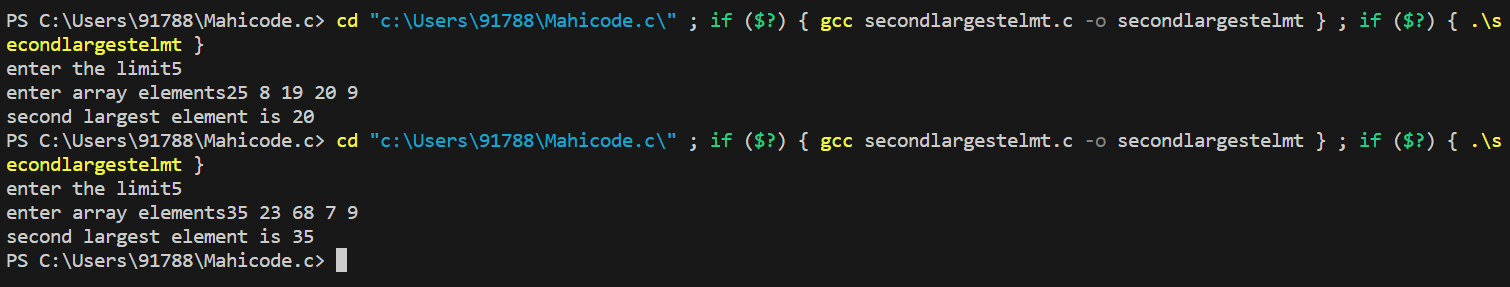 PS C:\Users\91788\Mahicode.c> cd "c:\Users\91788\Mahicode.c\" ; if ($?) { gcc secondlargestelmt.c -o secondlargestelmt } ; if ($?) { .\s
econdlargestelmt }
enter the limit5
enter array elements25 8 19 20 9
second largest element is 20
PS C:\Users\91788\Mahicode.c> cd "c:\Users\91788\Mahicode.c\" ; if ($?) { gcc secondlargestelmt.c -o secondlargestelmt } ; if ($?) { .\s
econdlargestelmt }
enter the limit5
enter array elements35 23 68 7 9
second largest element is 35
PS C:\Users\91788\Mahicode.c>